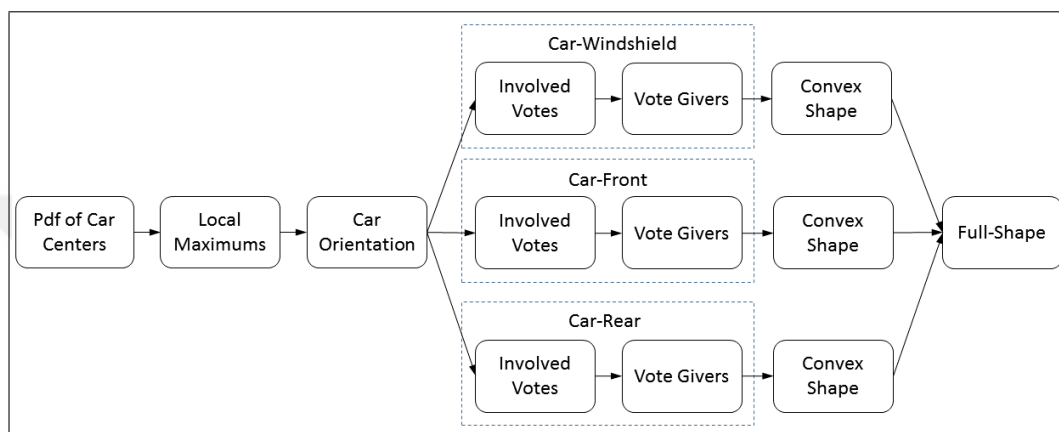 Car-Windshield
Involved
Votes
Vote Givers
Convex
Shape
Car-Front
Pdf of Car
Centers
Local
Maximums
Car
Orientation
Involved
Votes
Vote Givers
Convex
Shape
Full-Shape
Car-Rear
Involved
Votes
Vote Givers
Convex
Shape